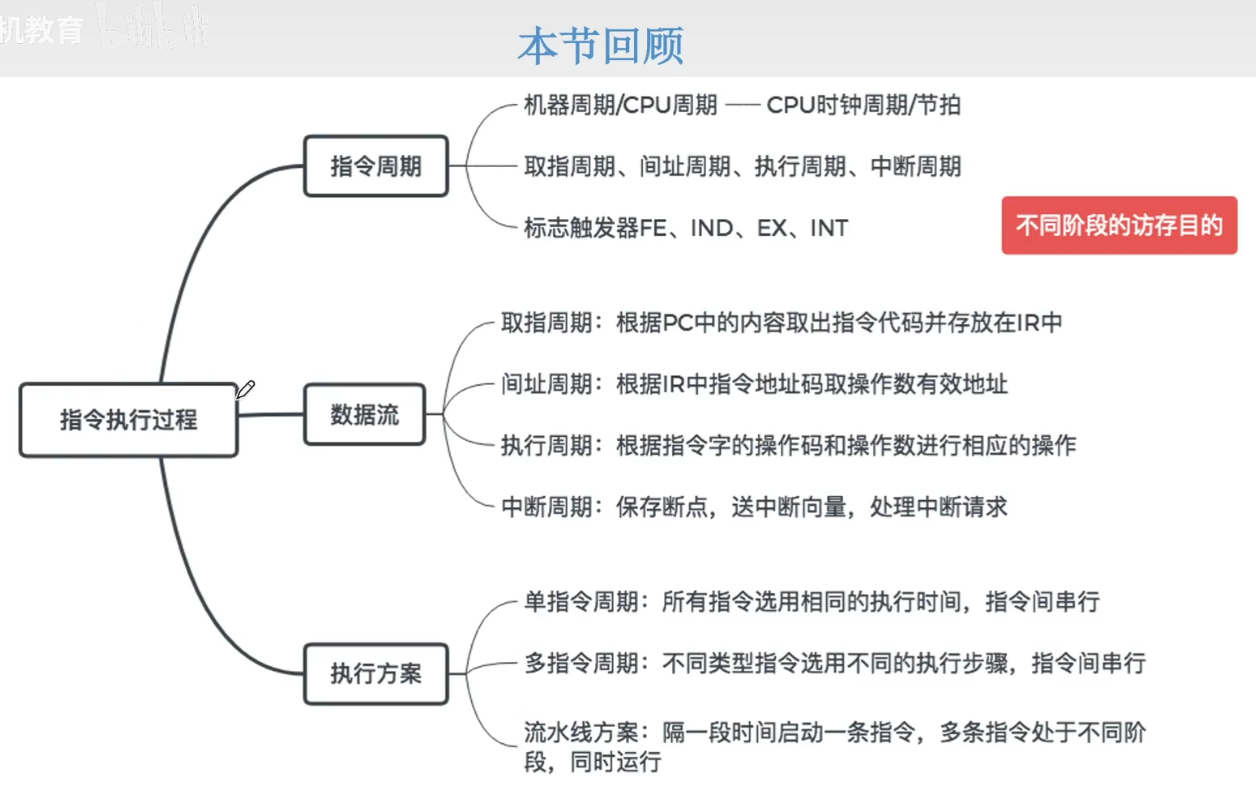 机教育
本节回顾
机器周期/CPU周期 —— CPU时钟周期/节拍
指令周期
取指周期、间址周期、执行周期、中断周期
标志触发器FE、IND、EX、INT
不同阶段的访存目的
取指周期：根据PC中的内容取出指令代码并存放在IR中
间址周期：根据IR中指令地址码取操作数有效地址
指令执行过程
数据流
执行周期：根据指令字的操作码和操作数进行相应的操作
中断周期：保存断点，送中断向量，处理中断请求
单指令周期：所有指令选用相同的执行时间，指令间串行
执行方案
多指令周期：不同类型指令选用不同的执行步骤，指令间串行
流水线方案：隔一段时间启动一条指令，多条指令处于不同阶
段，同时运行